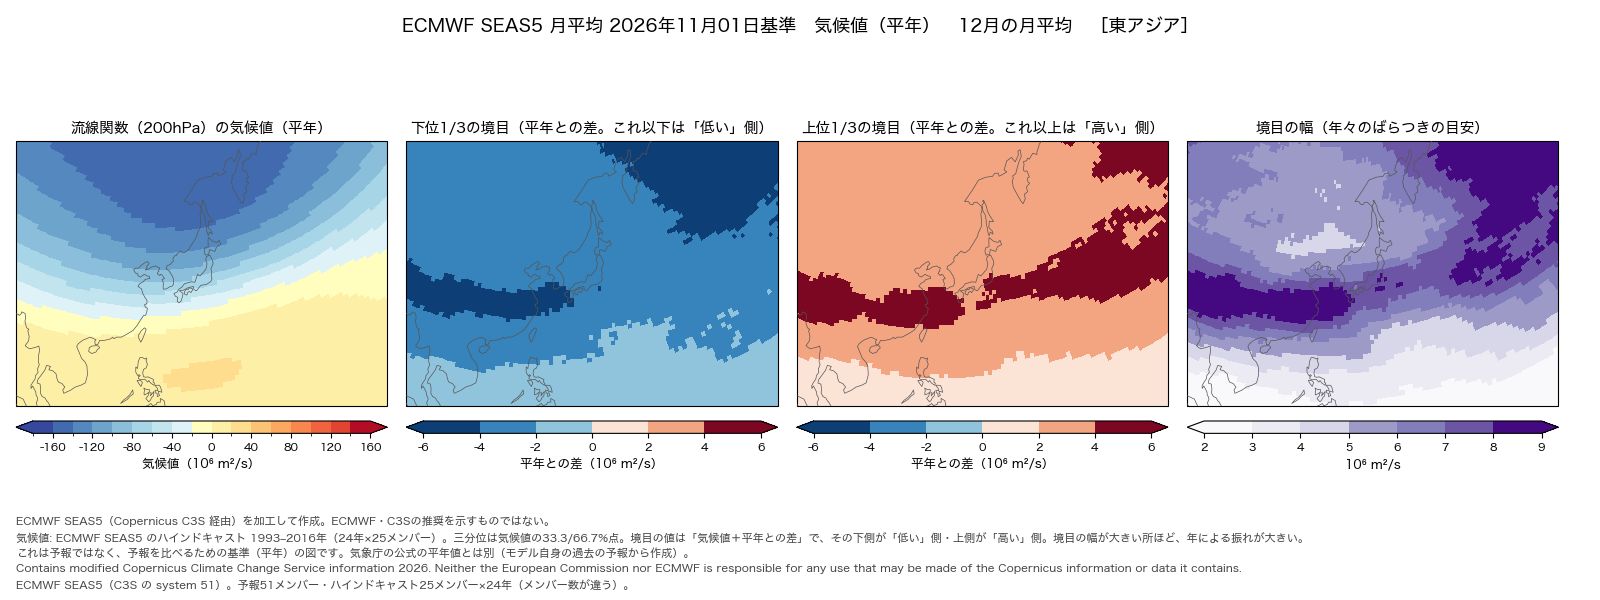 ECMWF SEAS5 月平均 2026年11月01日基準　気候値（平年）　12月の月平均　［東アジア］
流線関数（200hPa）の気候値（平年）
下位1/3の境目（平年との差。これ以下は「低い」側）
上位1/3の境目（平年との差。これ以上は「高い」側）
境目の幅（年々のばらつきの目安）
-160 -120 -80 -40 0 40 80 120 160
気候値（10⁶ m²/s）
-6 -4 -2 0 2 4 6
平年との差（10⁶ m²/s）
-6 -4 -2 0 2 4 6
平年との差（10⁶ m²/s）
2 3 4 5 6 7 8 9
10⁶ m²/s
ECMWF SEAS5（Copernicus C3S 経由）を加工して作成。ECMWF・C3Sの推奨を示すものではない。
気候値: ECMWF SEAS5 のハインドキャスト 1993–2016年（24年×25メンバー）。三分位は気候値の33.3/66.7%点。境目の値は「気候値＋平年との差」で、その下側が「低い」側・上側が「高い」側。境目の幅が大きい所ほど、年による振れが大きい。
これは予報ではなく、予報を比べるための基準（平年）の図です。気象庁の公式の平年値とは別（モデル自身の過去の予報から作成）。
Contains modified Copernicus Climate Change Service information 2026. Neither the European Commission nor ECMWF is responsible for any use that may be made of the Copernicus information or data it contains.
ECMWF SEAS5（C3S の system 51）。予報51メンバー・ハインドキャスト25メンバー×24年（メンバー数が違う）。